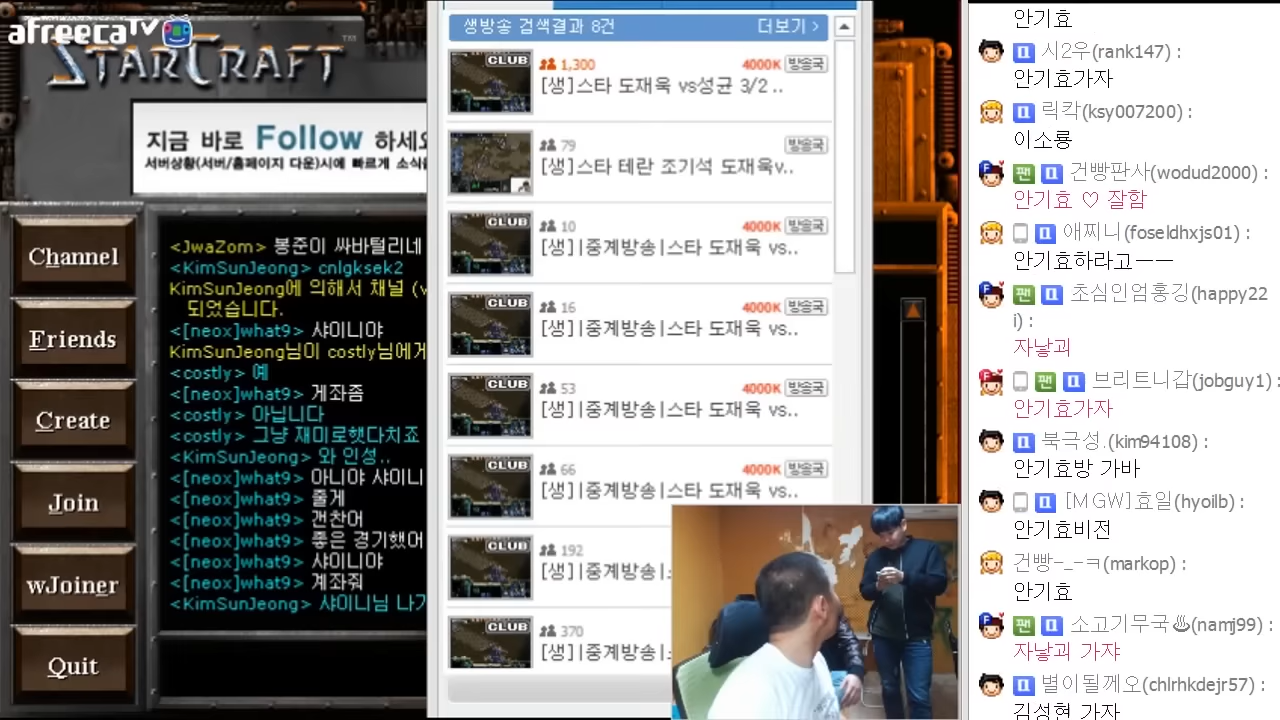 afreecaTV
STARCRAFT™
지금 바로 Follow 하세요
서버상황(서버/홈페이지 다운)시에 빠르게 소식을
Channel
Friends
Create
Join
wJoiner
Quit
<JwaZom> 봉준이 싸바털리네
<KimSunJeong> cnlgksek2
KimSunJeong에 의해서 채널 (v
되었습니다.
<[neox]what9> 샤이니야
KimSunJeong님이 costly님에게
<costly> 예
<[neox]what9> 게좌좀
<costly> 아닙니다
<costly> 그냥 재미로햇다치죠
<KimSunJeong> 와 인성..
<[neox]what9> 아니야 샤이니
<[neox]what9> 줄게
<[neox]what9> 갠찬어
<[neox]what9> 좋은 경기했어
<[neox]what9> 샤이니야
<[neox]what9> 계좌줘
<KimSunJeong> 샤이니님 나가
생방송 검색결과 8건
더보기 >
CLUB
1,300
4000K 방송국
[생]스타 도재욱 vs성균 3/2 ..
79
방송국
[생]스타 테란 조기석 도재욱v..
CLUB
10
4000K 방송국
[생]|중계방송|스타 도재욱 vs..
CLUB
16
4000K 방송국
[생]|중계방송|스타 도재욱 vs..
CLUB
53
4000K 방송국
[생]|중계방송|스타 도재욱 vs..
CLUB
66
4000K 방송국
[생]|중계방송|스타 도재욱 vs..
CLUB
192
[생]|중계방송|
CLUB
370
[생]|중계방송|
안기효
시2우(rank147) :
안기효가자
릭칵(ksy007200) :
이소룡
팬 건빵판사(wodud2000) :
안기효 ♡ 잘함
애찌니(foseldhxjs01) :
안기효하라고ㅡㅡ
팬 초심인엄홍깅(happy22
i) :
자낳괴
팬 브리트니갑(jobguy1) :
안기효가자
북극성.(kim94108) :
안기효방 가바
[MGW]효일(hyoilb) :
안기효비전
건빵-_-ㅋ(markop) :
안기효
팬 소고기무국♨(namj99) :
자낳괴 가쟈
별이될께오(chlrhkdejr57) :
김성현 가자